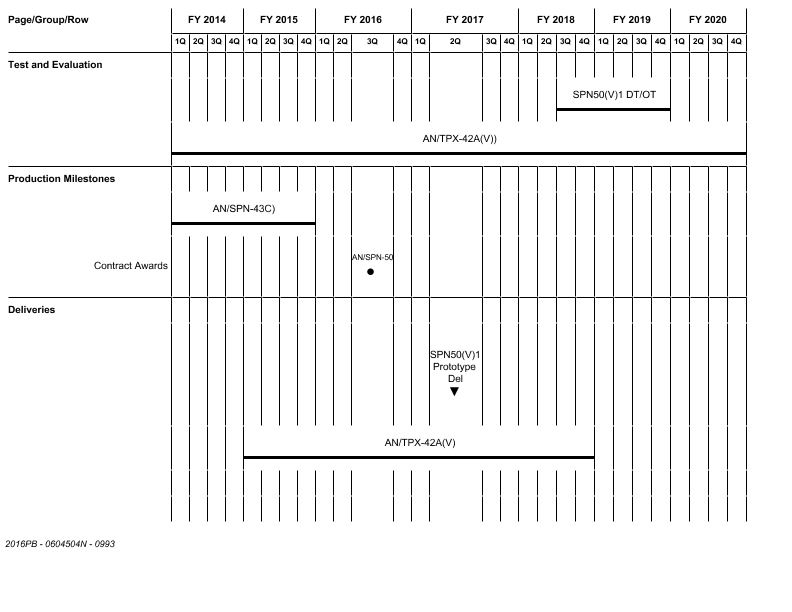 Page/Group/Row FY 2014 FY 2015 FY 2016 FY 2017 FY 2018 FY 2019 FY 2020
1Q 2Q 3Q 4Q 1Q 2Q 3Q 4Q 1Q 2Q 3Q 4Q 1Q 2Q 3Q 4Q 1Q 2Q 3Q 4Q 1Q 2Q 3Q 4Q 1Q 2Q 3Q 4Q
Test and Evaluation
SPN50(V)1 DT/OT
AN/TPX-42A(V))
Production Milestones
AN/SPN-43C)
AN/SPN-50
Contract Awards
Deliveries
SPN50(V)1
Prototype
Del
AN/TPX-42A(V)
2016PB - 0604504N - 0993